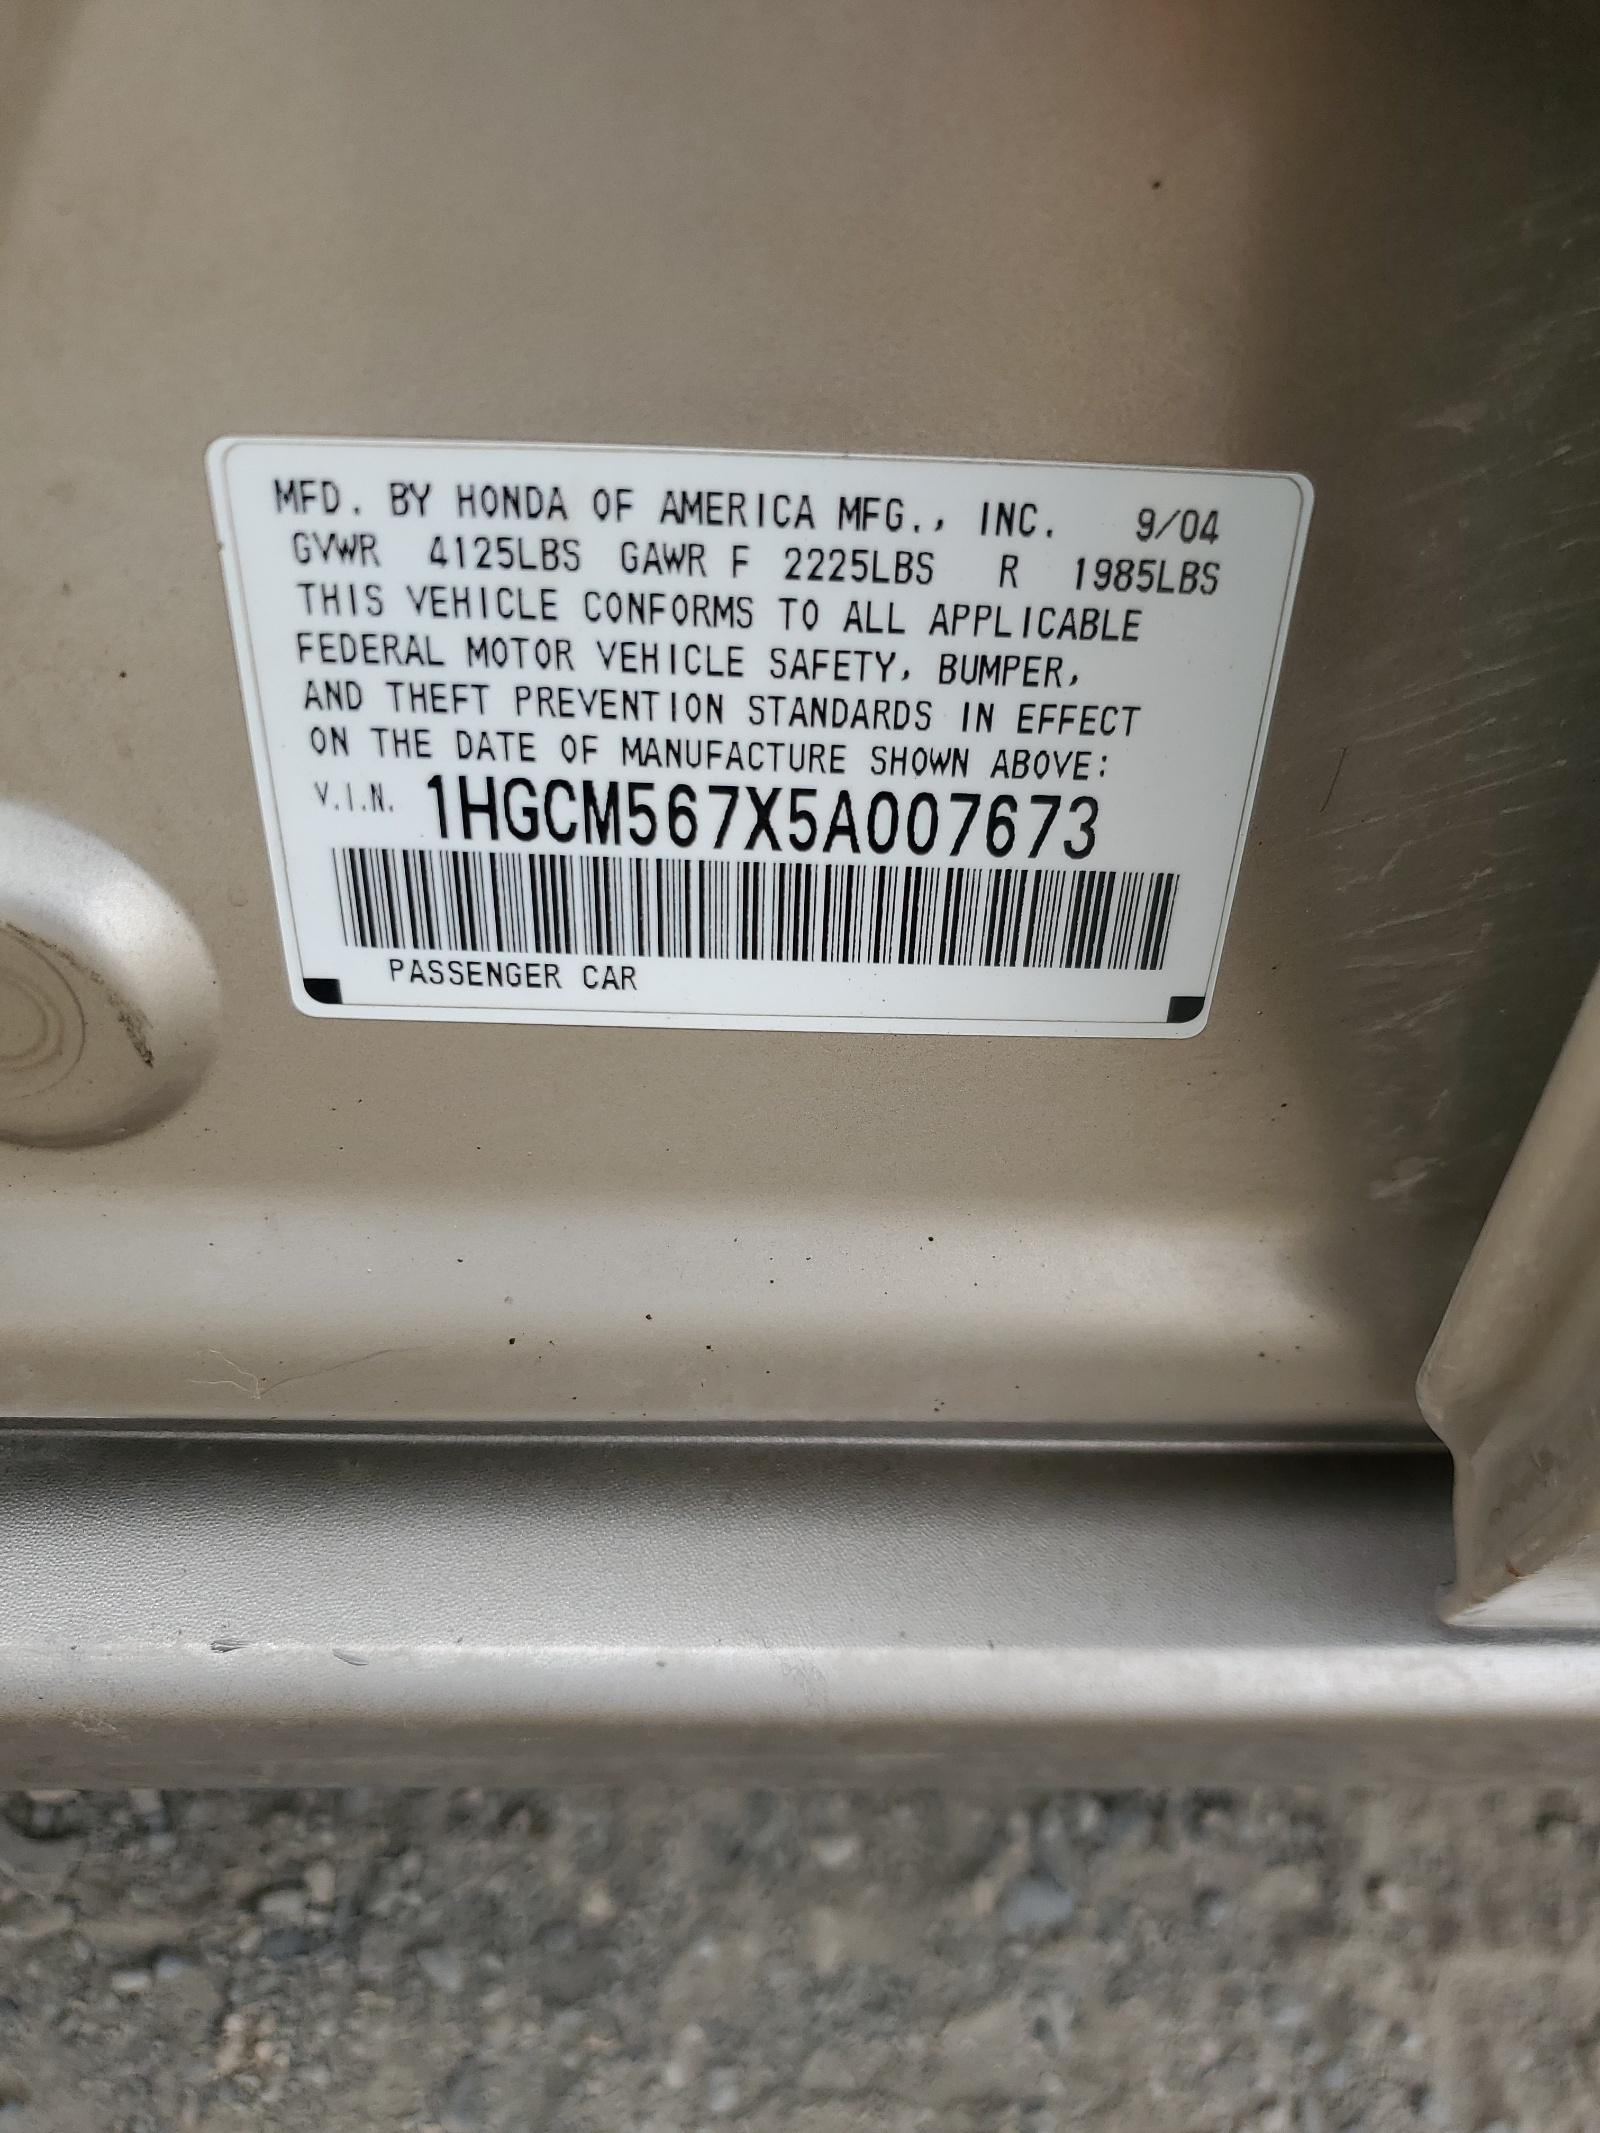 MFD. BY HONDA OF AMERICA MFG., INC. 9/04
GVWR 4125LBS GAWR F 2225LBS R 1985LBS
THIS VEHICLE CONFORMS TO ALL APPLICABLE
FEDERAL MOTOR VEHICLE SAFETY, BUMPER,
AND THEFT PREVENTION STANDARDS IN EFFECT
ON THE DATE OF MANUFACTURE SHOWN ABOVE:
V.I.N. 1HGCM567X5A007673
PASSENGER CAR